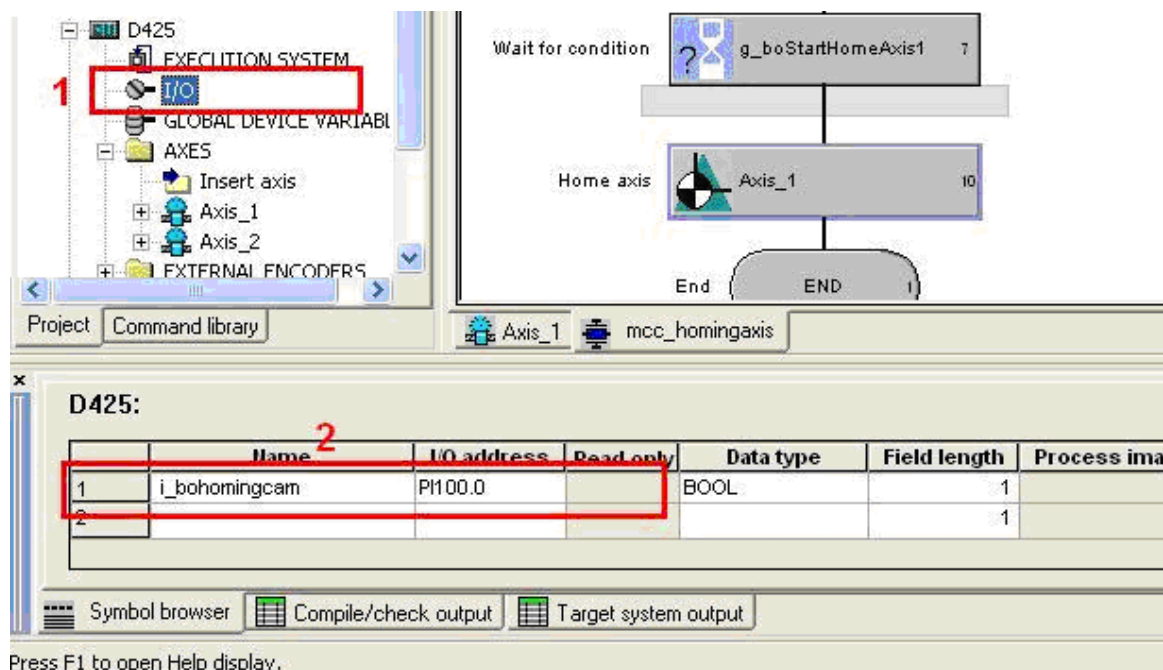 D425
EXECUTION SYSTEM
1
I/O
GLOBAL DEVICE VARIABL
AXES
Insert axis
Axis_1
Axis_2
EXTERNAL ENCODERS
Project Command library
Wait for condition
? g_boStartHomeAxis1 7
Home axis Axis_1 10
End END 1
Axis_1 mcc_homingaxis
x
D425:
2
Name I/O address Read only Data type Field length Process ima
1 i_bohomingcam PI100.0 BOOL 1
2 1
Symbol browser Compile/check output Target system output
Press F1 to open Help display.